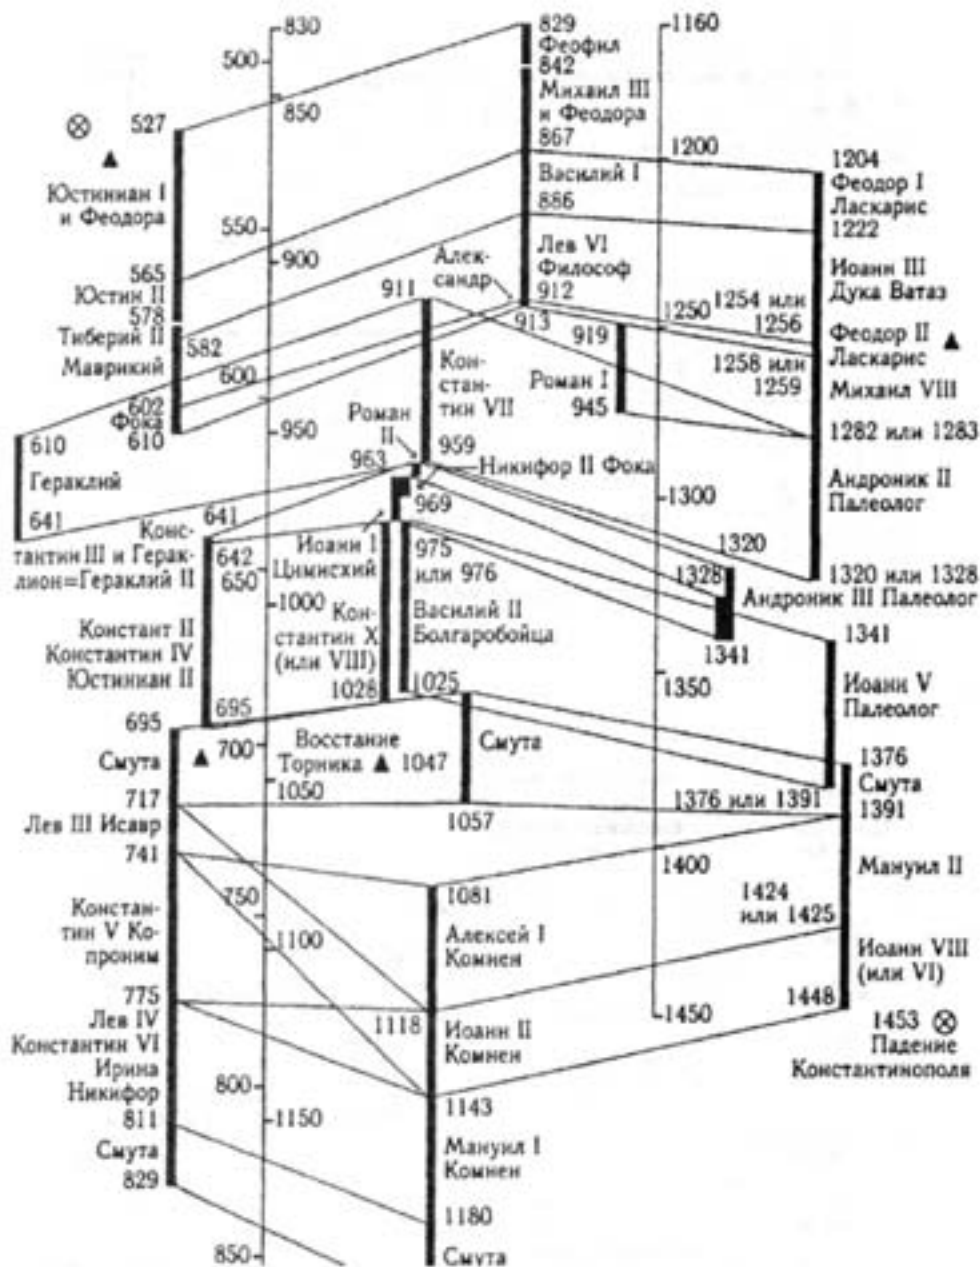 830
829
1160
Феофил
500
842
Михаил III
и Феодора
850
527
867
1200
1204
Феодор I
Ласкарис
Юстиниан I
и Феодора
Василий I
886
1222
550
900
Алек-
сандр
Лев VI
Философ
Иоанн III
Дука Ватаз
565
Юстин II
578
911
912
913
1250
1254 или
1256
Тиберий II
582
919
Феодор II
Ласкарис
Маврикий
600
Кон-
стан-
тин VII
Роман I
1258 или
1259
Михаил VIII
602
Фока
610
945
610
950
Роман
II
1282 или 1283
963
959
Никифор II Фока
Гераклий
969
1300
Андроник II
Палеолог
641
641
Конс-
тантин III и Герак-
лион=Гераклий II
642
650
Иоанн I
Цимисхий
975
или 976
1320
1328
1320 или 1328
Андроник III Палеолог
1000
Кон-
стантин X
(или VIII)
Василий II
Болгаробойца
1341
1341
Констант II
Константин IV
Юстиниан II
1028
1025
1350
Иоанн V
Палеолог
695
695
700
Восстание
Торника
1047
Смута
Смута
1376
Смута
1391
717
1050
1057
1376 или 1391
Лев III Исавр
741
1400
750
1081
Мануил II
Констан-
тин V Ко-
проним
1100
Алексей I
Комнен
1424
или 1425
Иоанн VIII
(или VI)
775
1118
1448
Лев IV
Константин VI
Ирина
Никифор
Иоанн II
Комнен
1450
1453
Падение
Константинополя
800
1143
811
1150
Мануил I
Комнен
Смута
829
1180
850
Смута